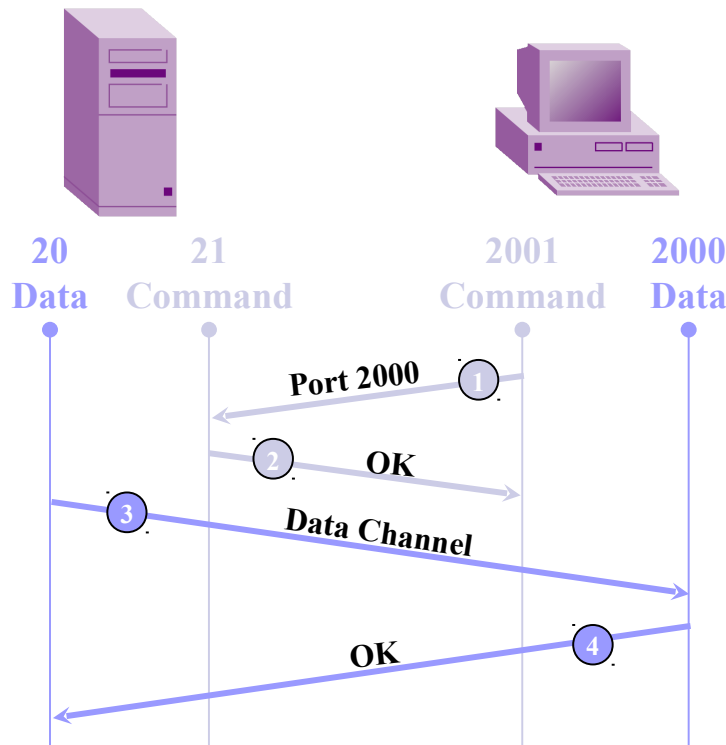 20 21 2001 2000
Data Command Command Data
Port 2000 1
2 OK
3 Data Channel
OK 4